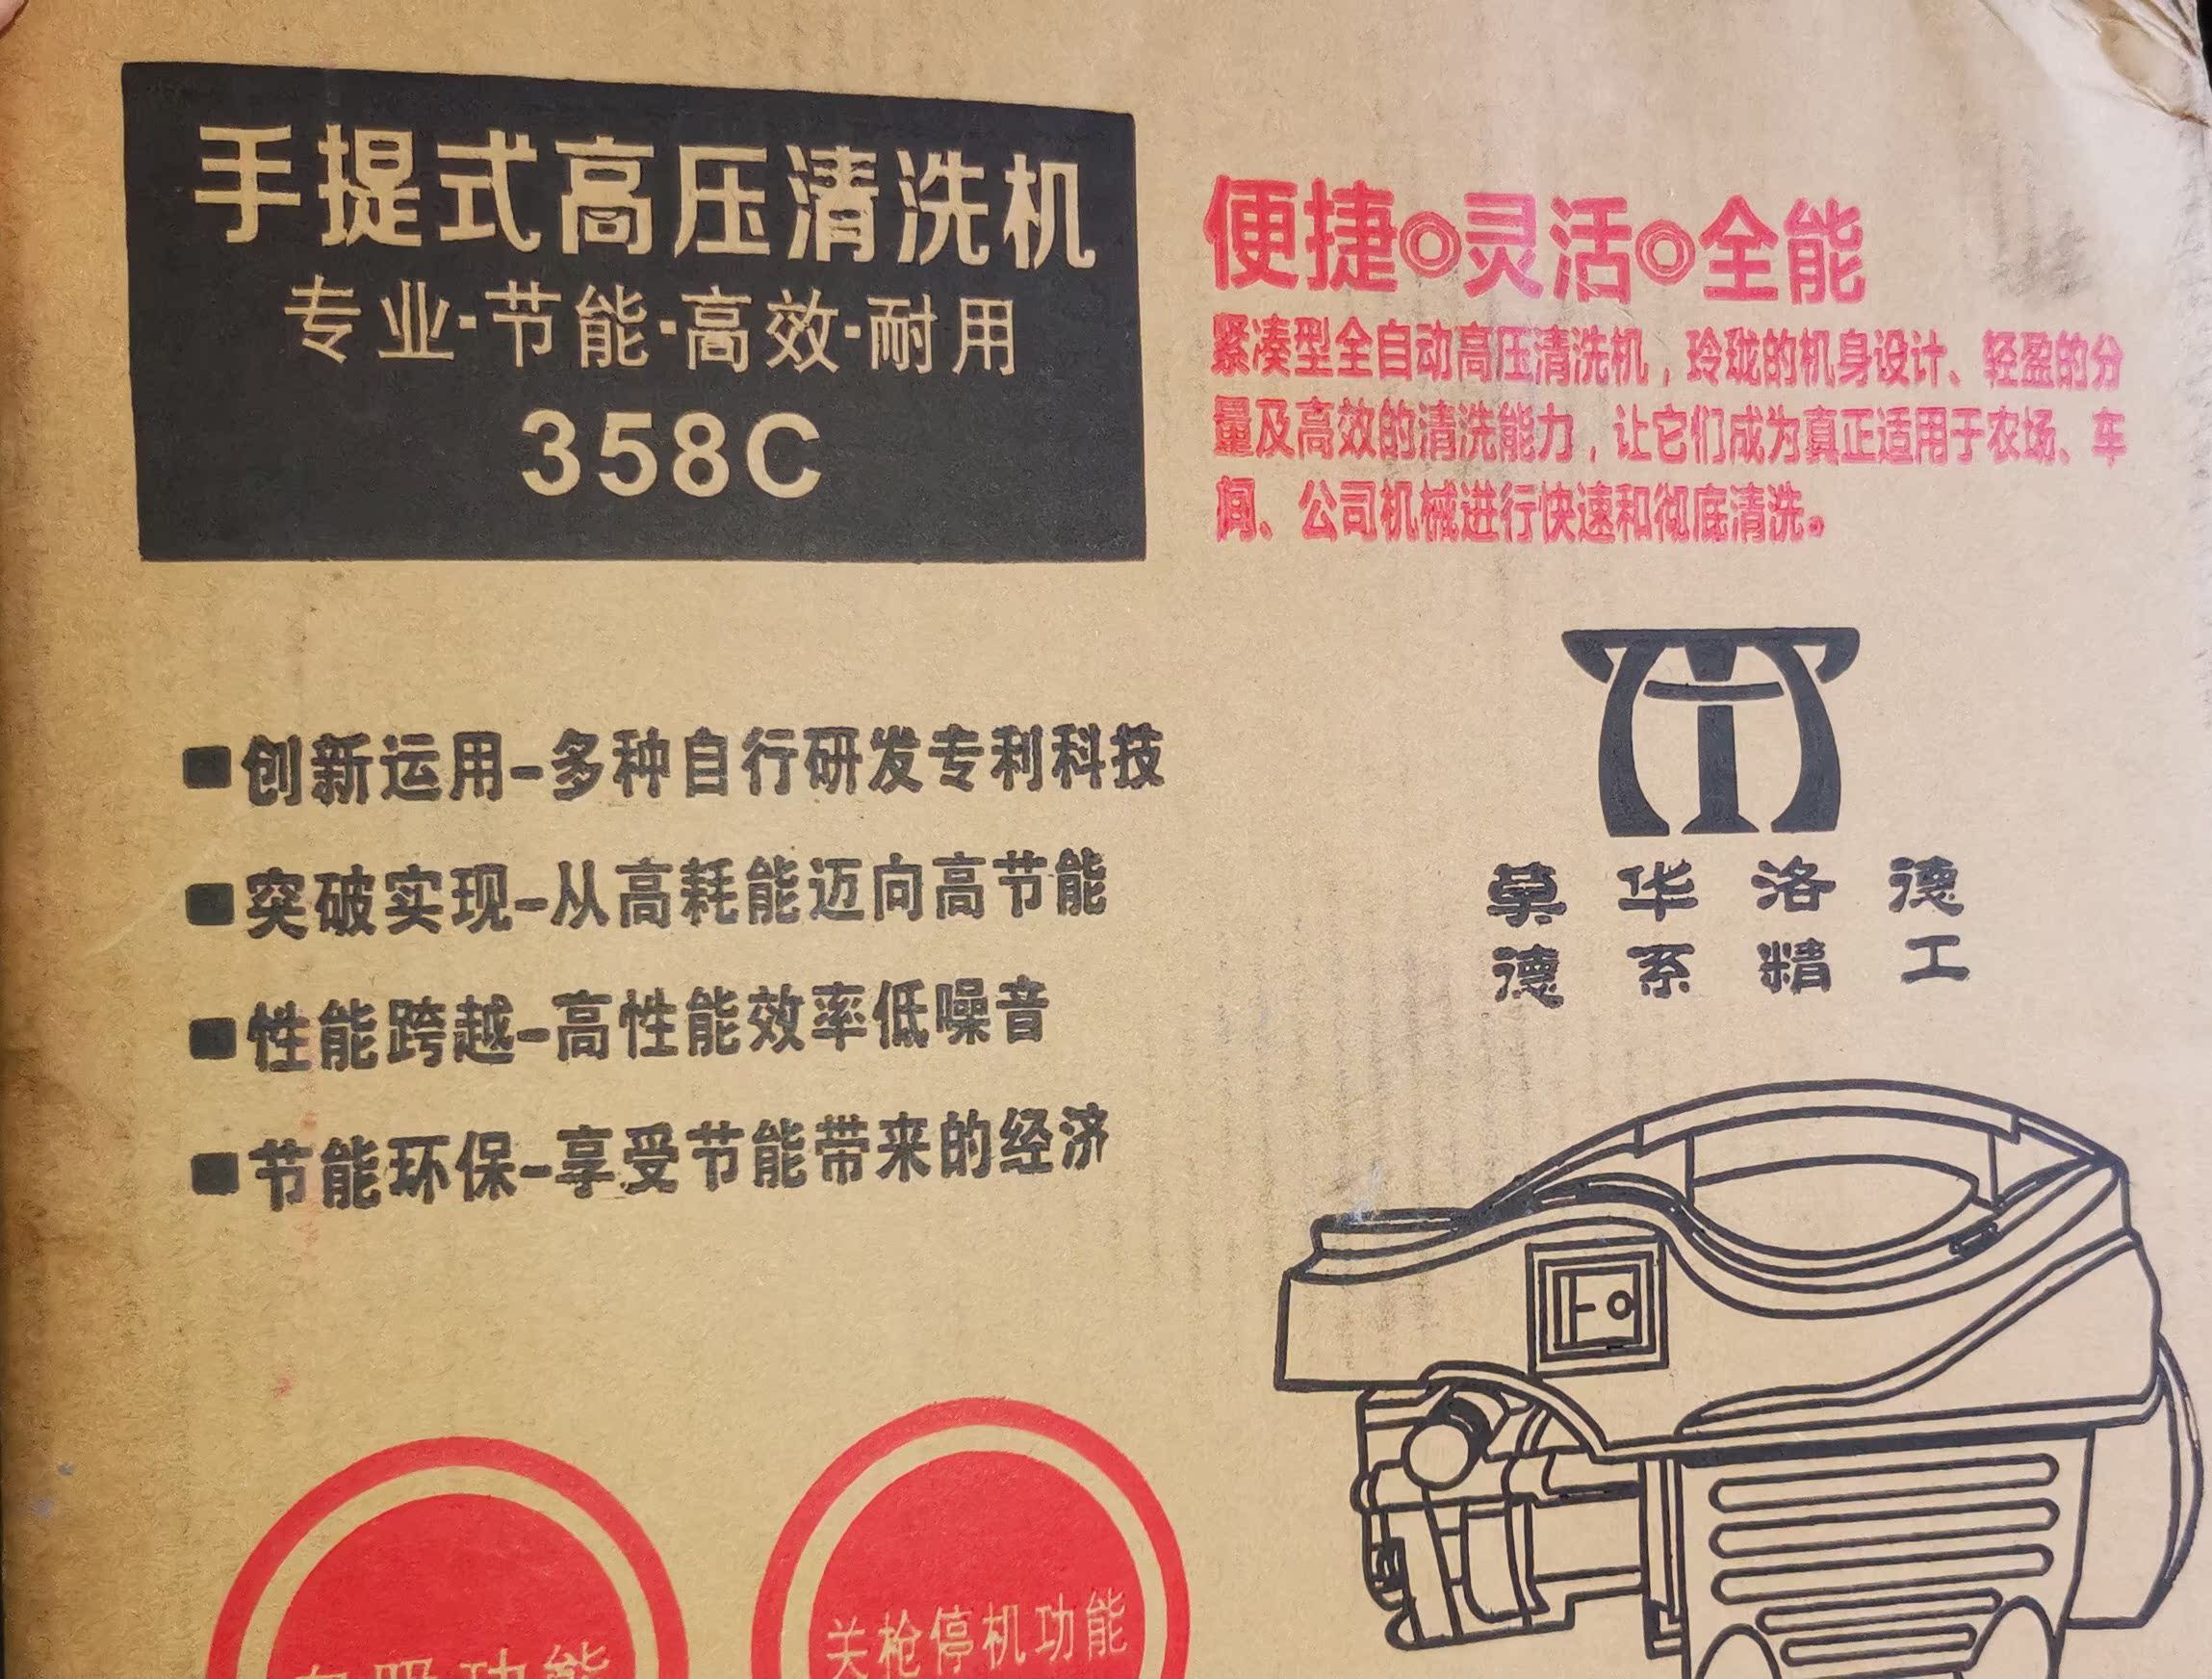 手提式高压清洗机
专业·节能·高效·耐用
358C
便捷◎灵活◎全能
紧凑型全自动高压清洗机，玲珑的机身设计、轻盈的分
量及高效的清洗能力，让它们成为真正适用于农场、车
间、公司机械进行快速和彻底清洗。
■创新运用-多种自行研发专利科技
■突破实现-从高耗能迈向高节能
■性能跨越-高性能效率低噪音
■节能环保-享受节能带来的经济
莫华洛德
德系精工
关枪停机功能
功能